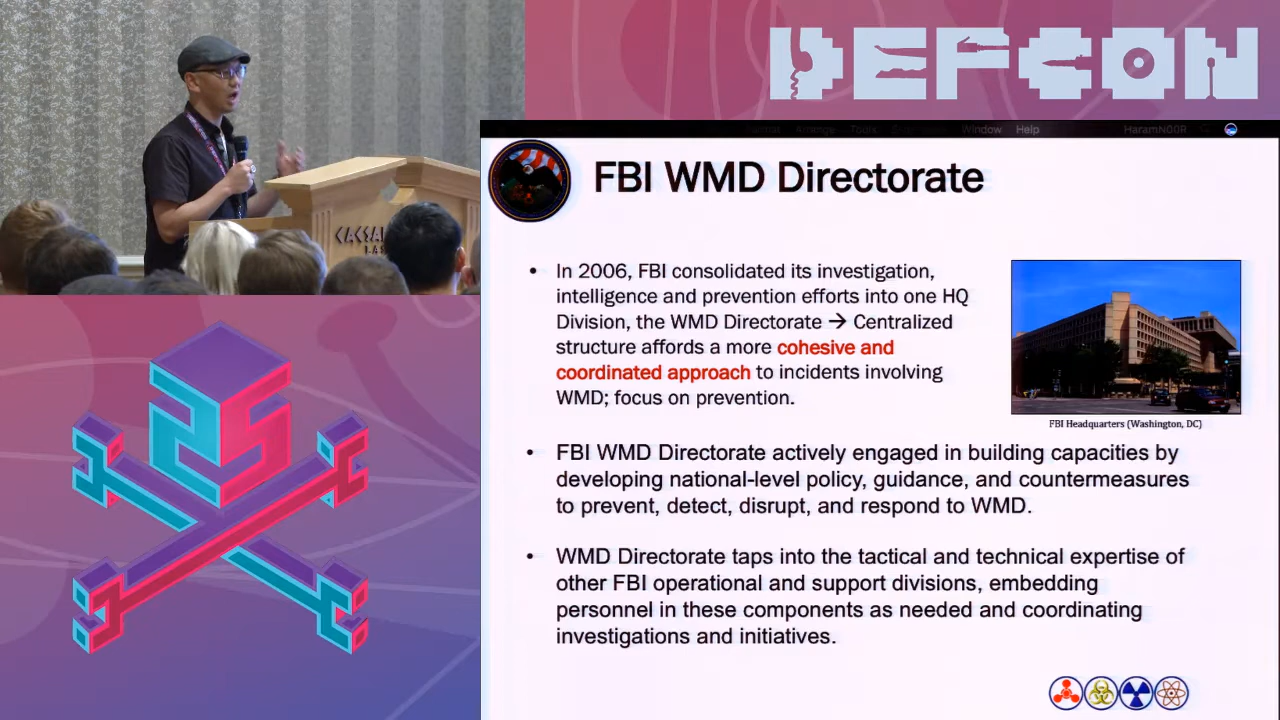 DEFCON
Window Help HaramN00R
FBI WMD Directorate
• In 2006, FBI consolidated its investigation,
intelligence and prevention efforts into one HQ
Division, the WMD Directorate → Centralized
structure affords a more cohesive and
coordinated approach to incidents involving
WMD; focus on prevention.
FBI Headquarters (Washington, DC)
• FBI WMD Directorate actively engaged in building capacities by
developing national-level policy, guidance, and countermeasures
to prevent, detect, disrupt, and respond to WMD.
• WMD Directorate taps into the tactical and technical expertise of
other FBI operational and support divisions, embedding
personnel in these components as needed and coordinating
investigations and initiatives.